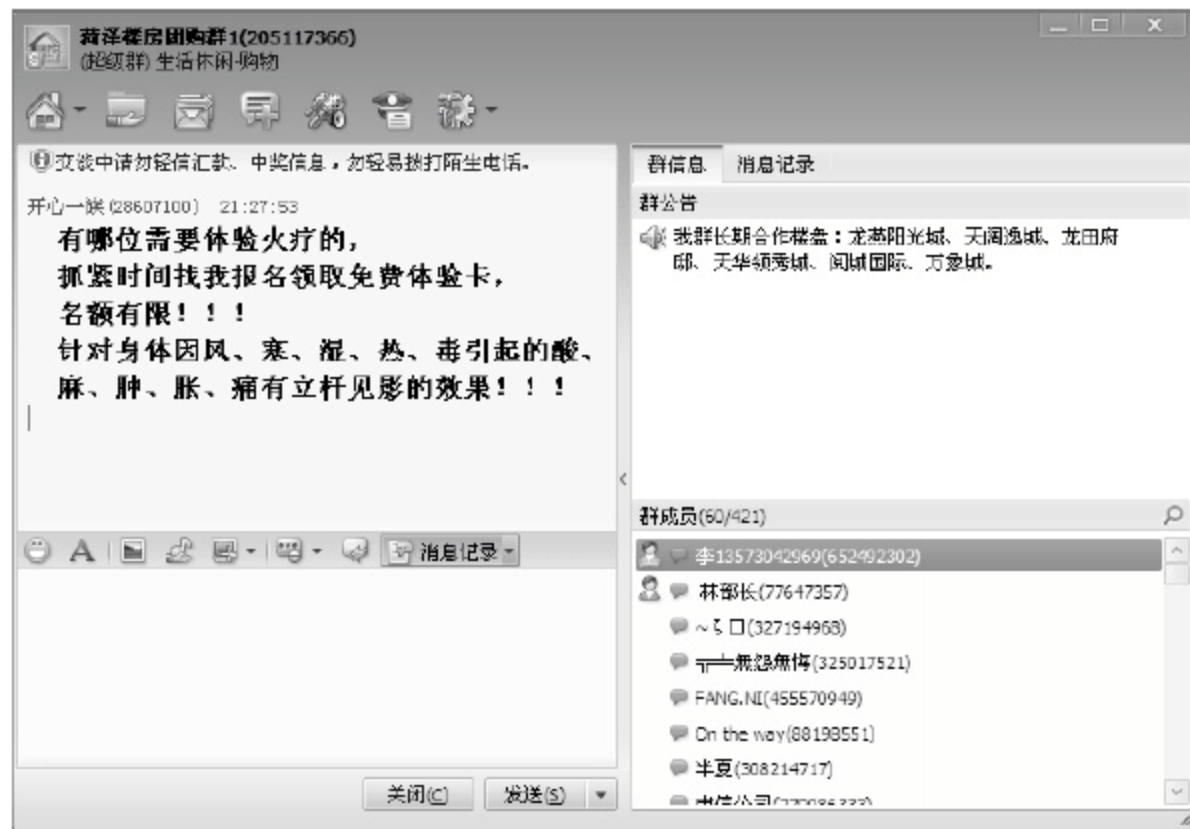 菏泽楼房团购群1(205117366)
(超级群) 生活休闲-购物
交谈中请勿轻信汇款、中奖信息，勿轻易拨打陌生电话。
开心一族(28607100) 21:27:53
有哪位需要体验火疗的，
抓紧时间找我报名领取免费体验卡，
名额有限！！！
针对身体因风、寒、湿、热、毒引起的酸、
麻、肿、胀、痛有立杆见影的效果！！！
消息记录
关闭(C)
发送(S)
群信息 消息记录
群公告
我群长期合作楼盘：龙燕阳光城、天阔逸城、龙田府
邸、天华领秀城、闽城国际、万象城。
群成员(60/421)
李13573042969(652492302)
林部长(77647357)
~ζ 口(327194968)
╦═╧無怨無悔(325017521)
FANG.NI(455570949)
On the way(88198551)
半夏(308214717)